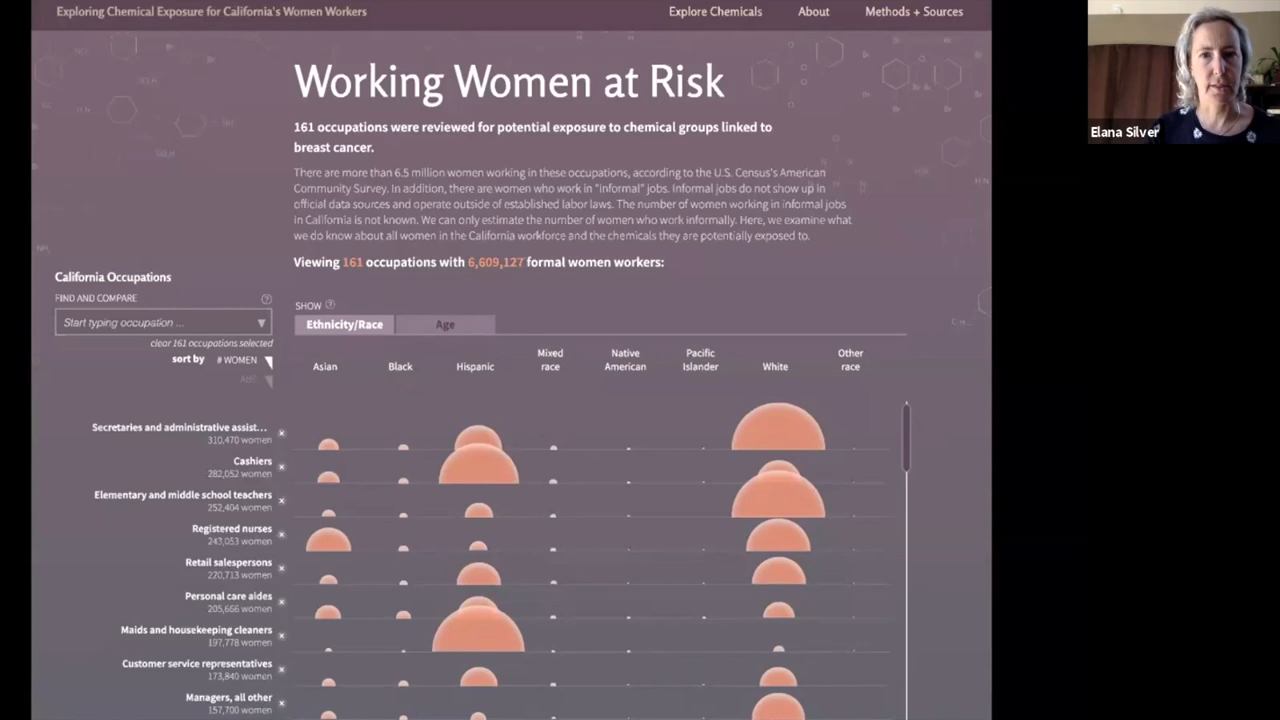 Exploring Chemical Exposure for California's Women Workers
Explore Chemicals About Methods + Sources
Working Women at Risk
161 occupations were reviewed for potential exposure to chemical groups linked to
breast cancer.
There are more than 6.5 million women working in these occupations, according to the U.S. Census's American
Community Survey. In addition, there are women who work in "informal" jobs. Informal jobs do not show up in
official data sources and operate outside of established labor laws. The number of women working in informal jobs
in California is not known. We can only estimate the number of women who work informally. Here, we examine what
we do know about all women in the California workforce and the chemicals they are potentially exposed to.
Viewing 161 occupations with 6,609,127 formal women workers:
California Occupations
FIND AND COMPARE ?
Start typing occupation ...
clear 161 occupations selected
sort by # WOMEN
ABC
SHOW ?
Ethnicity/Race Age
Asian Black Hispanic Mixed race Native American Pacific Islander White Other race
Secretaries and administrative assist...
310,470 women
Cashiers
282,052 women
Elementary and middle school teachers
252,404 women
Registered nurses
243,053 women
Retail salespersons
220,713 women
Personal care aides
205,666 women
Maids and housekeeping cleaners
197,778 women
Customer service representatives
173,840 women
Managers, all other
157,700 women
Elana Silver